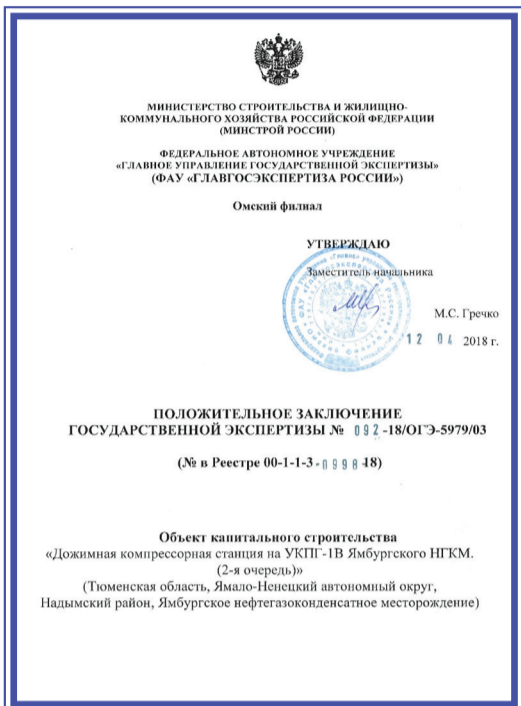 МИНИСТЕРСТВО СТРОИТЕЛЬСТВА И ЖИЛИЩНО-
КОММУНАЛЬНОГО ХОЗЯЙСТВА РОССИЙСКОЙ ФЕДЕРАЦИИ
(МИНСТРОЙ РОССИИ)
ФЕДЕРАЛЬНОЕ АВТОНОМНОЕ УЧРЕЖДЕНИЕ
«ГЛАВНОЕ УПРАВЛЕНИЕ ГОСУДАРСТВЕННОЙ ЭКСПЕРТИЗЫ»
(ФАУ «ГЛАВГОСЭКСПЕРТИЗА РОССИИ»)
Омский филиал
УТВЕРЖДАЮ
Заместитель начальника
М.С. Гречко
12 04 2018 г.
ПОЛОЖИТЕЛЬНОЕ ЗАКЛЮЧЕНИЕ
ГОСУДАРСТВЕННОЙ ЭКСПЕРТИЗЫ № 092-18/ОГЭ-5979/03
(№ в Реестре 00-1-1-3-0998-18)
Объект капитального строительства
«Дожимная компрессорная станция на УКПГ-1В Ямбургского НГКМ.
(2-я очередь)»
(Тюменская область, Ямало-Ненецкий автономный округ,
Надымский район, Ямбургское нефтегазоконденсатное месторождение)